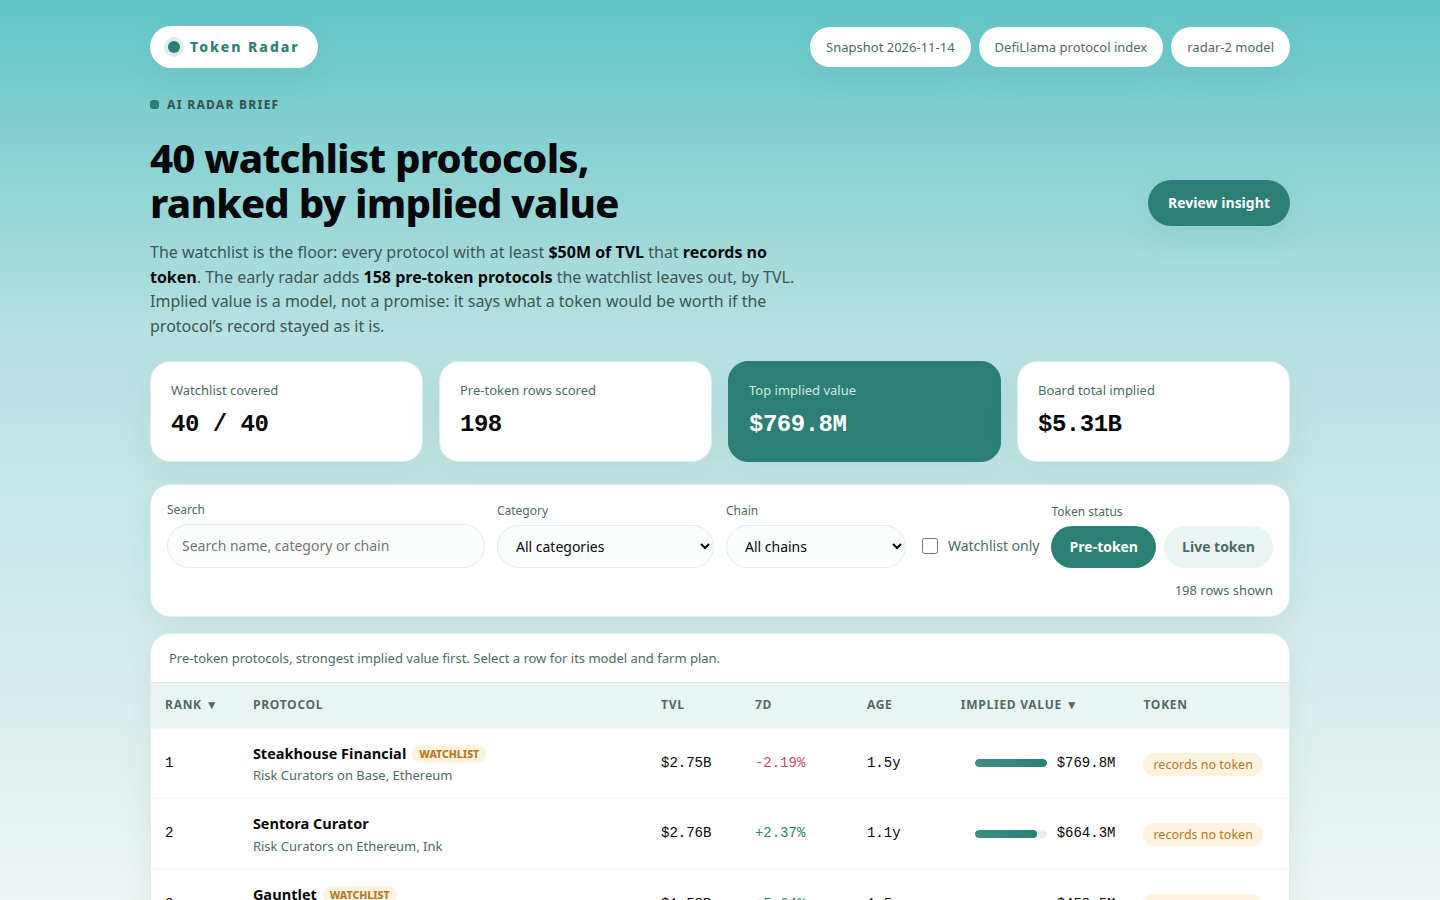 Token Radar
Snapshot 2026-11-14
DefiLlama protocol index
radar-2 model
AI RADAR BRIEF
40 watchlist protocols,
ranked by implied value
Review insight
The watchlist is the floor: every protocol with at least $50M of TVL that records no
token. The early radar adds 158 pre-token protocols the watchlist leaves out, by TVL.
Implied value is a model, not a promise: it says what a token would be worth if the
protocol’s record stayed as it is.
Watchlist covered
40 / 40
Pre-token rows scored
198
Top implied value
$769.8M
Board total implied
$5.31B
Search
Search name, category or chain
Category
All categories
Chain
All chains
Watchlist only
Token status
Pre-token
Live token
198 rows shown
Pre-token protocols, strongest implied value first. Select a row for its model and farm plan.
RANK ▼ PROTOCOL TVL 7D AGE IMPLIED VALUE ▼ TOKEN
1 Steakhouse Financial WATCHLIST $2.75B -2.19% 1.5y $769.8M records no token
Risk Curators on Base, Ethereum
2 Sentora Curator $2.76B +2.37% 1.1y $664.3M records no token
Risk Curators on Ethereum, Ink
Gauntlet WATCHLIST